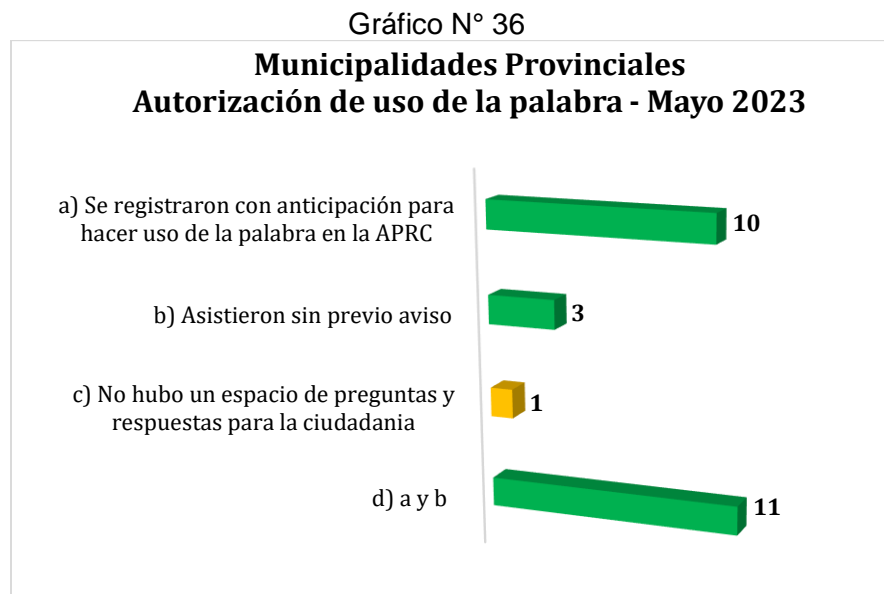 Gráfico N° 36
Municipalidades Provinciales
Autorización de uso de la palabra - Mayo 2023
a) Se registraron con anticipación para
hacer uso de la palabra en la APRC
10
b) Asistieron sin previo aviso
3
c) No hubo un espacio de preguntas y
respuestas para la ciudadania
1
d) a y b
11